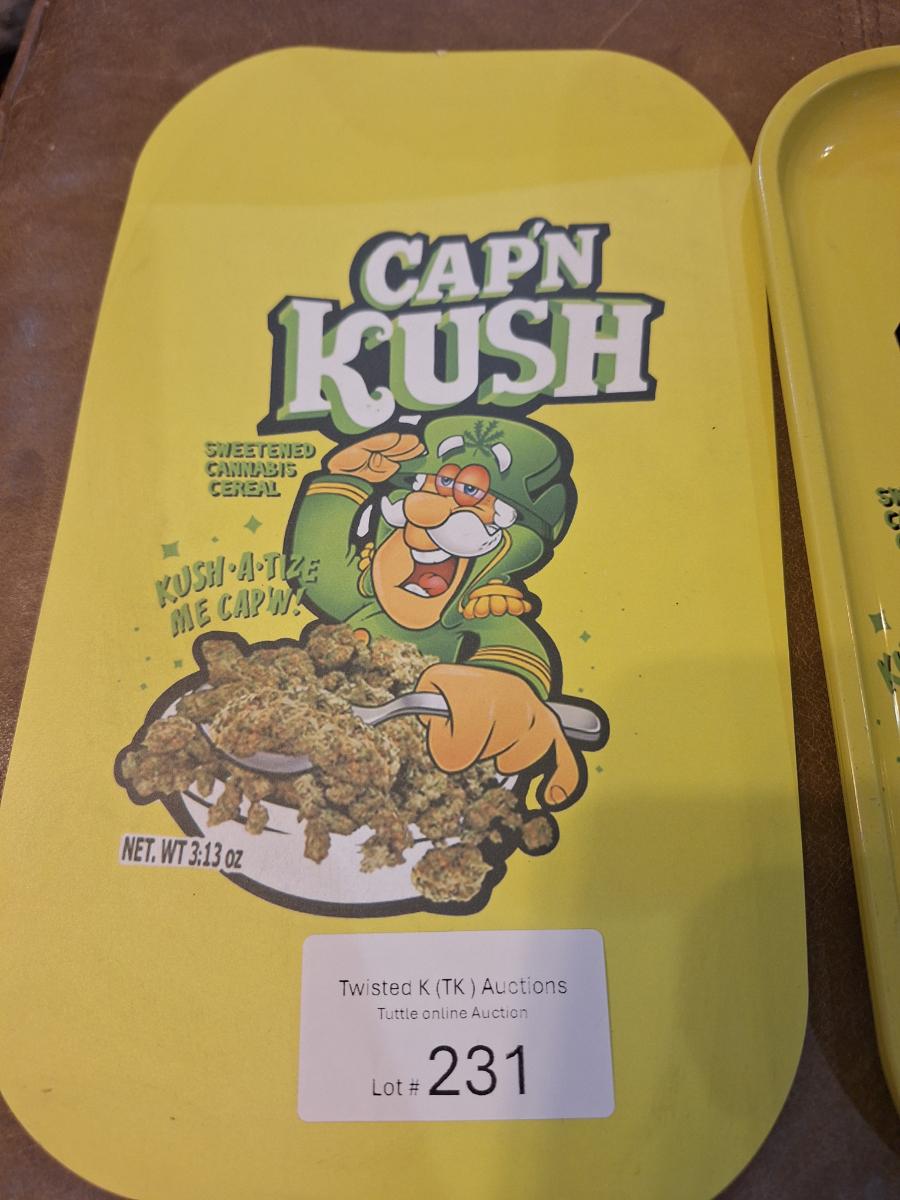 CAP'N
KUSH
SWEETENED
CANNABIS
CEREAL
KUSH·A·TIZE
ME CAP'N!
NET. WT 3:13 oz
Twisted K (TK ) Auctions
Tuttle online Auction
Lot # 231